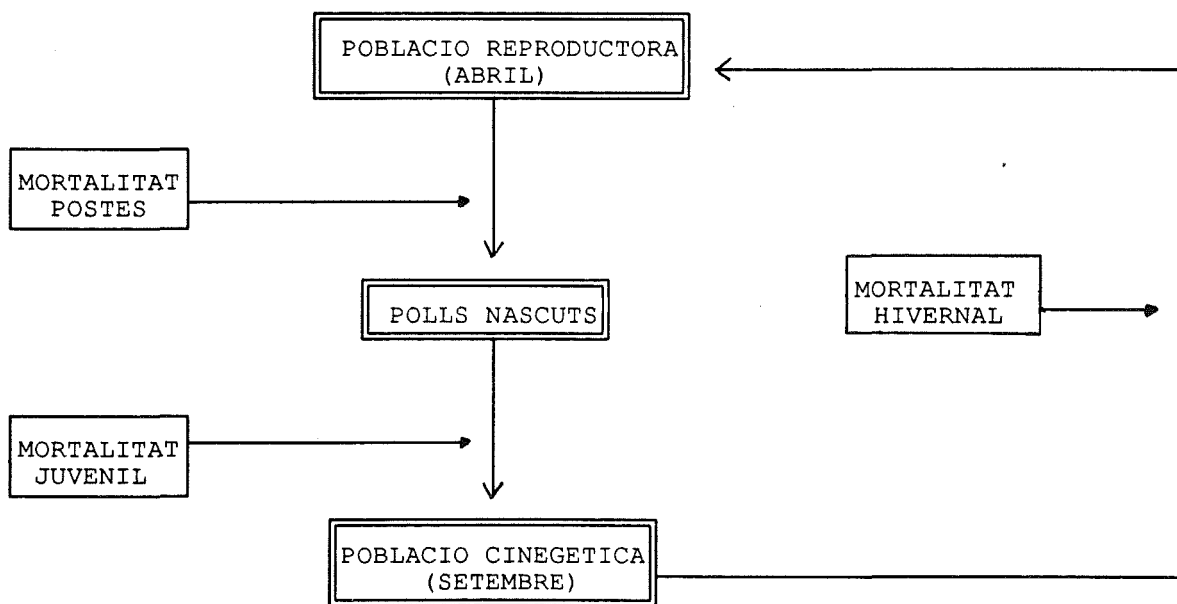 POBLACIO REPRODUCTORA
(ABRIL)
MORTALITAT
POSTES
POLLS NASCUTS
MORTALITAT
HIVERNAL
MORTALITAT
JUVENIL
POBLACIO CINEGETICA
(SETEMBRE)